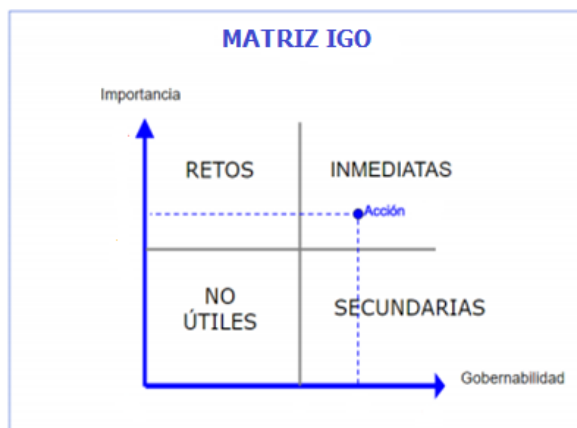 MATRIZ IGO
Importancia
RETOS
INMEDIATAS
Acción
NO
ÚTILES
SECUNDARIAS
Gobernabilidad